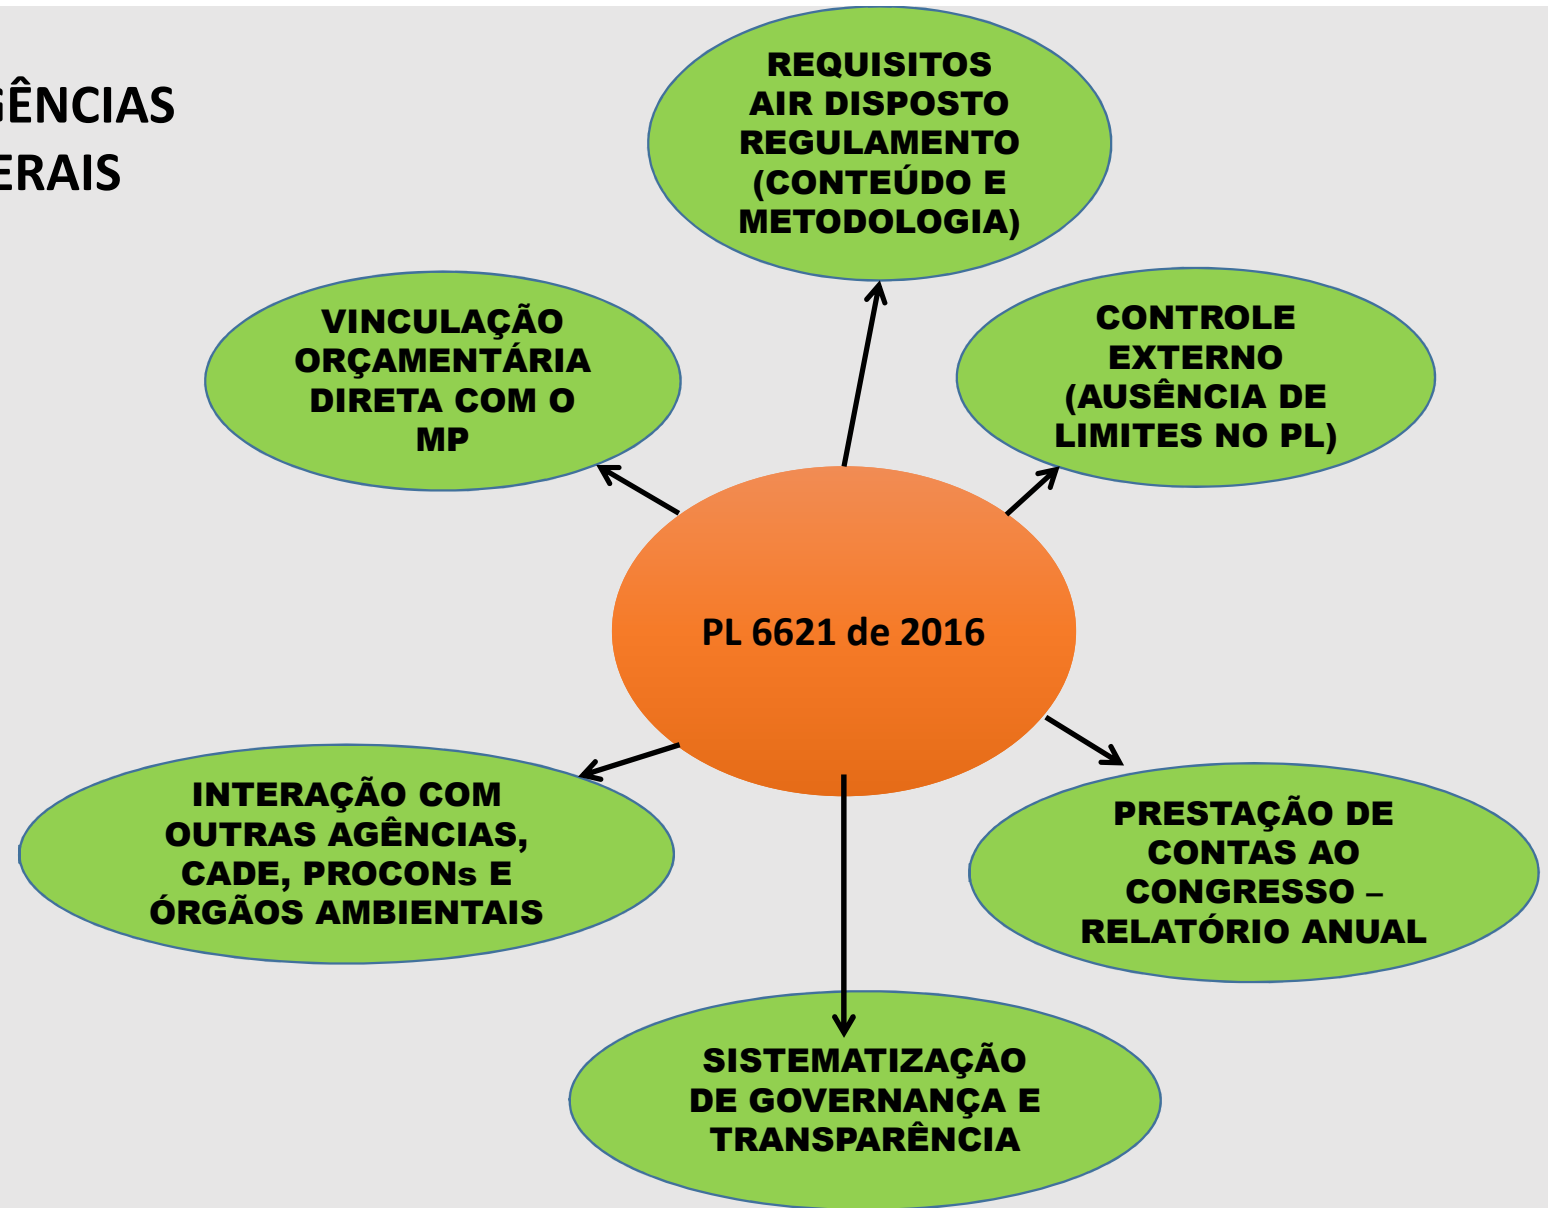 GÊNCIAS
ERAIS
REQUISITOS
AIR DISPOSTO
REGULAMENTO
(CONTEÚDO E
METODOLOGIA)
VINCULAÇÃO
ORÇAMENTÁRIA
DIRETA COM O
MP
CONTROLE
EXTERNO
(AUSÊNCIA DE
LIMITES NO PL)
PL 6621 de 2016
INTERAÇÃO COM
OUTRAS AGÊNCIAS,
CADE, PROCONs E
ÓRGÃOS AMBIENTAIS
PRESTAÇÃO DE
CONTAS AO
CONGRESSO –
RELATÓRIO ANUAL
SISTEMATIZAÇÃO
DE GOVERNANÇA E
TRANSPARÊNCIA